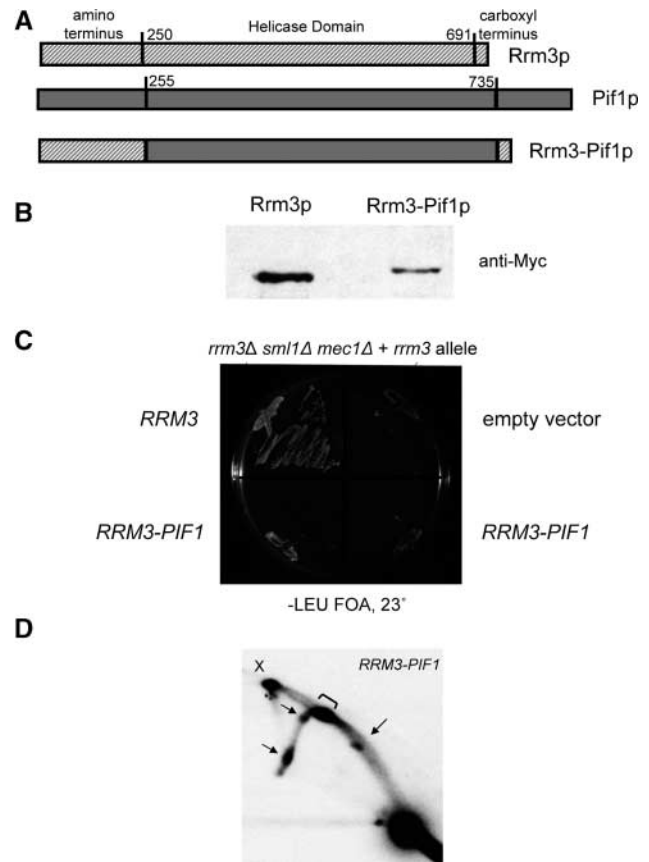 A
amino
terminus
250
Helicase Domain
691
carboxyl
terminus
Rrm3p
255
735
Pif1p
Rrm3-Pif1p
B
Rrm3p
Rrm3-Pif1p
anti-Myc
C
rrm3Δ sml1Δ mec1Δ + rrm3 allele
RRM3
empty vector
RRM3-PIF1
RRM3-PIF1
-LEU FOA, 23°
D
X
RRM3-PIF1